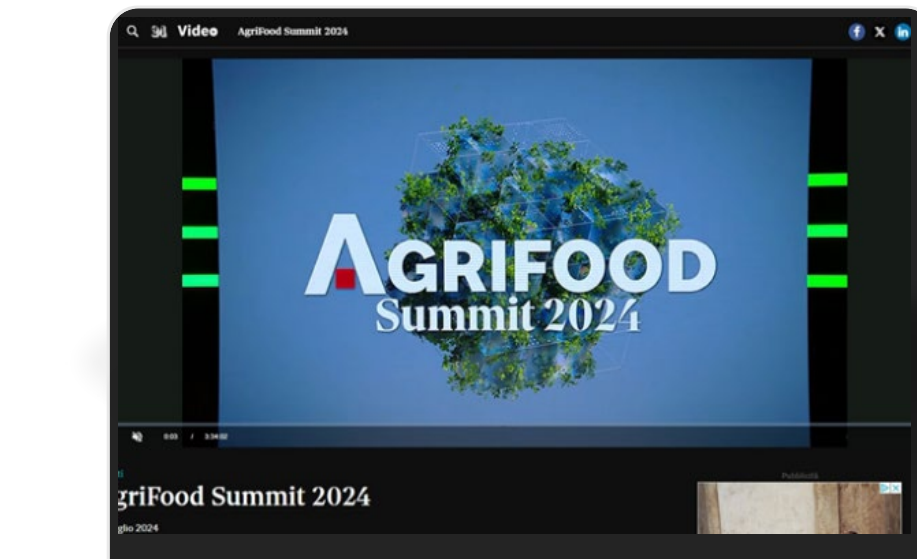 Video AgriFood Summit 2024
AGRIFOOD
Summit 2024
0:03 / 3:34:02
Pubblicità
griFood Summit 2024
glio 2024